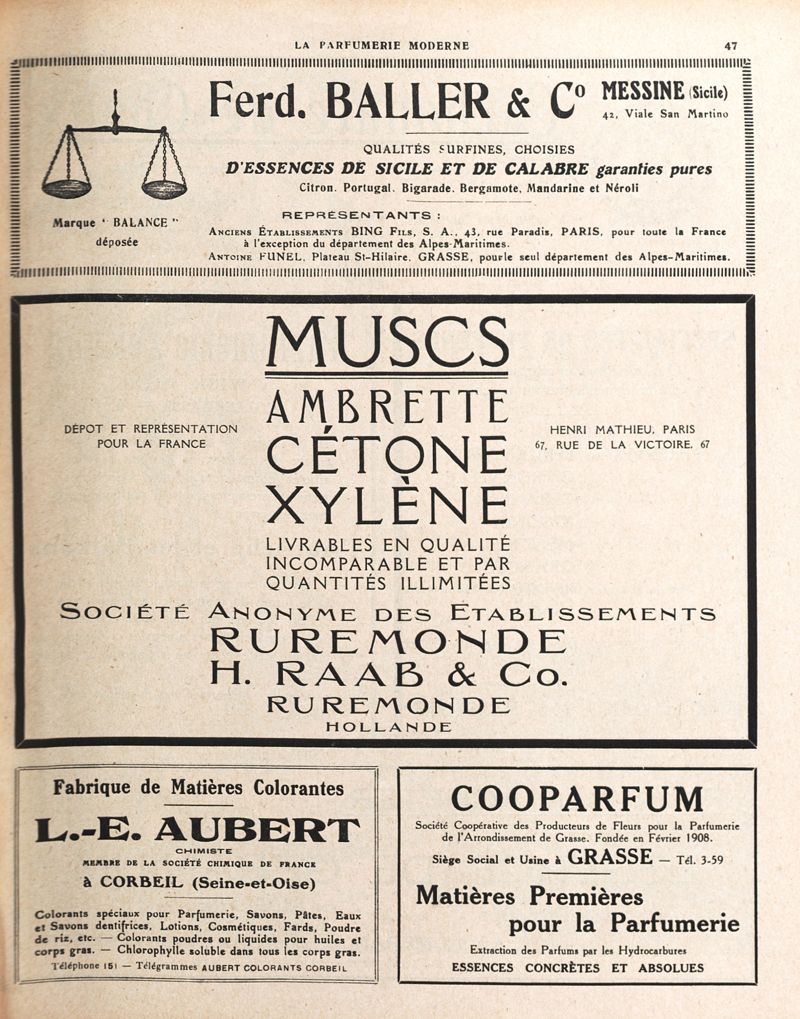 LA PARFUMERIE MODERNE
47
Ferd. BALLER & Co
MESSINE (Sicile)
42, Viale San Martino
QUALITÉS SURFINES, CHOISIES
D'ESSENCES DE SICILE ET DE CALABRE garanties pures
Citron. Portugal. Bigarade. Bergamote, Mandarine et Néroli
Marque "BALANCE"
déposée
REPRÉSENTANTS :
ANCIENS ÉTABLISSEMENTS BING FILS, S. A., 43, rue Paradis, PARIS, pour toute la France
à l'exception du département des Alpes-Maritimes.
ANTOINE FUNEL, Plateau St-Hilaire. GRASSE, pour le seul département des Alpes-Maritimes.
MUSCS
AMBRETTE
CÉTONE
XYLÈNE
DÉPOT ET REPRÉSENTATION
POUR LA FRANCE
HENRI MATHIEU, PARIS
67, RUE DE LA VICTOIRE, 67
LIVRABLES EN QUALITÉ
INCOMPARABLE ET PAR
QUANTITÉS ILLIMITÉES
SOCIÉTÉ ANONYME DES ETABLISSEMENTS
RUREMONDE
H. RAAB & Co.
RUREMONDE
HOLLANDE
Fabrique de Matières Colorantes
L.-E. AUBERT
CHIMISTE
MEMBRE DE LA SOCIÉTÉ CHIMIQUE DE FRANCE
à CORBEIL (Seine-et-Oise)
Colorants spéciaux pour Parfumerie, Savons, Pâtes, Eaux
et Savons dentifrices, Lotions, Cosmétiques, Fards, Poudre
de riz, etc. — Colorants poudres ou liquides pour huiles et
corps gras. — Chlorophylle soluble dans tous les corps gras.
Téléphone 151 — Télégrammes AUBERT COLORANTS CORBEIL
COOPARFUM
Société Coopérative des Producteurs de Fleurs pour la Parfumerie
de l'Arrondissement de Grasse. Fondée en Février 1908.
Siège Social et Usine à GRASSE — Tél. 3-59
Matières Premières
pour la Parfumerie
Extraction des Parfums par les Hydrocarbures
ESSENCES CONCRÈTES ET ABSOLUES